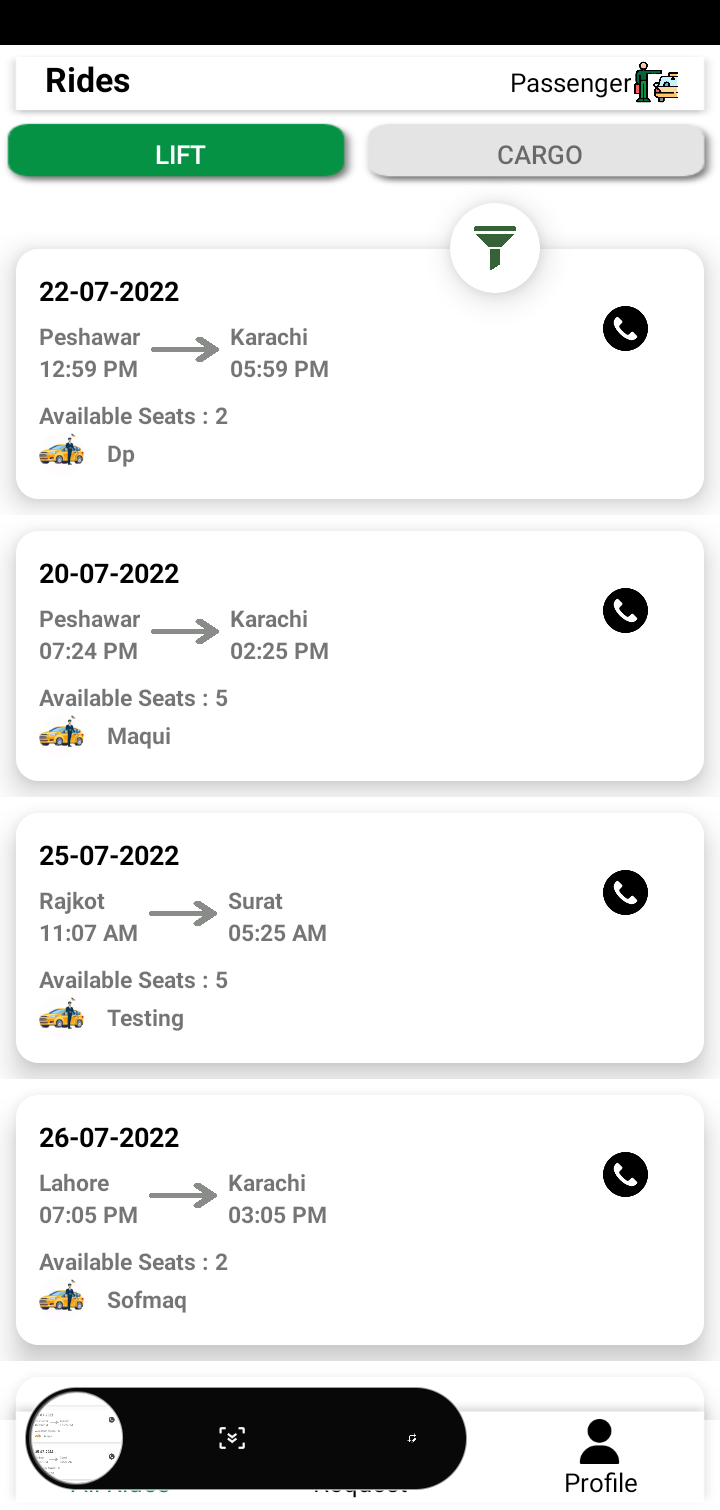 Rides
Passenger
LIFT
CARGO
22-07-2022
Peshawar Karachi
12:59 PM 05:59 PM
Available Seats : 2
Dp
20-07-2022
Peshawar Karachi
07:24 PM 02:25 PM
Available Seats : 5
Maqui
25-07-2022
Rajkot Surat
11:07 AM 05:25 AM
Available Seats : 5
Testing
26-07-2022
Lahore Karachi
07:05 PM 03:05 PM
Available Seats : 2
Sofmaq
Profile